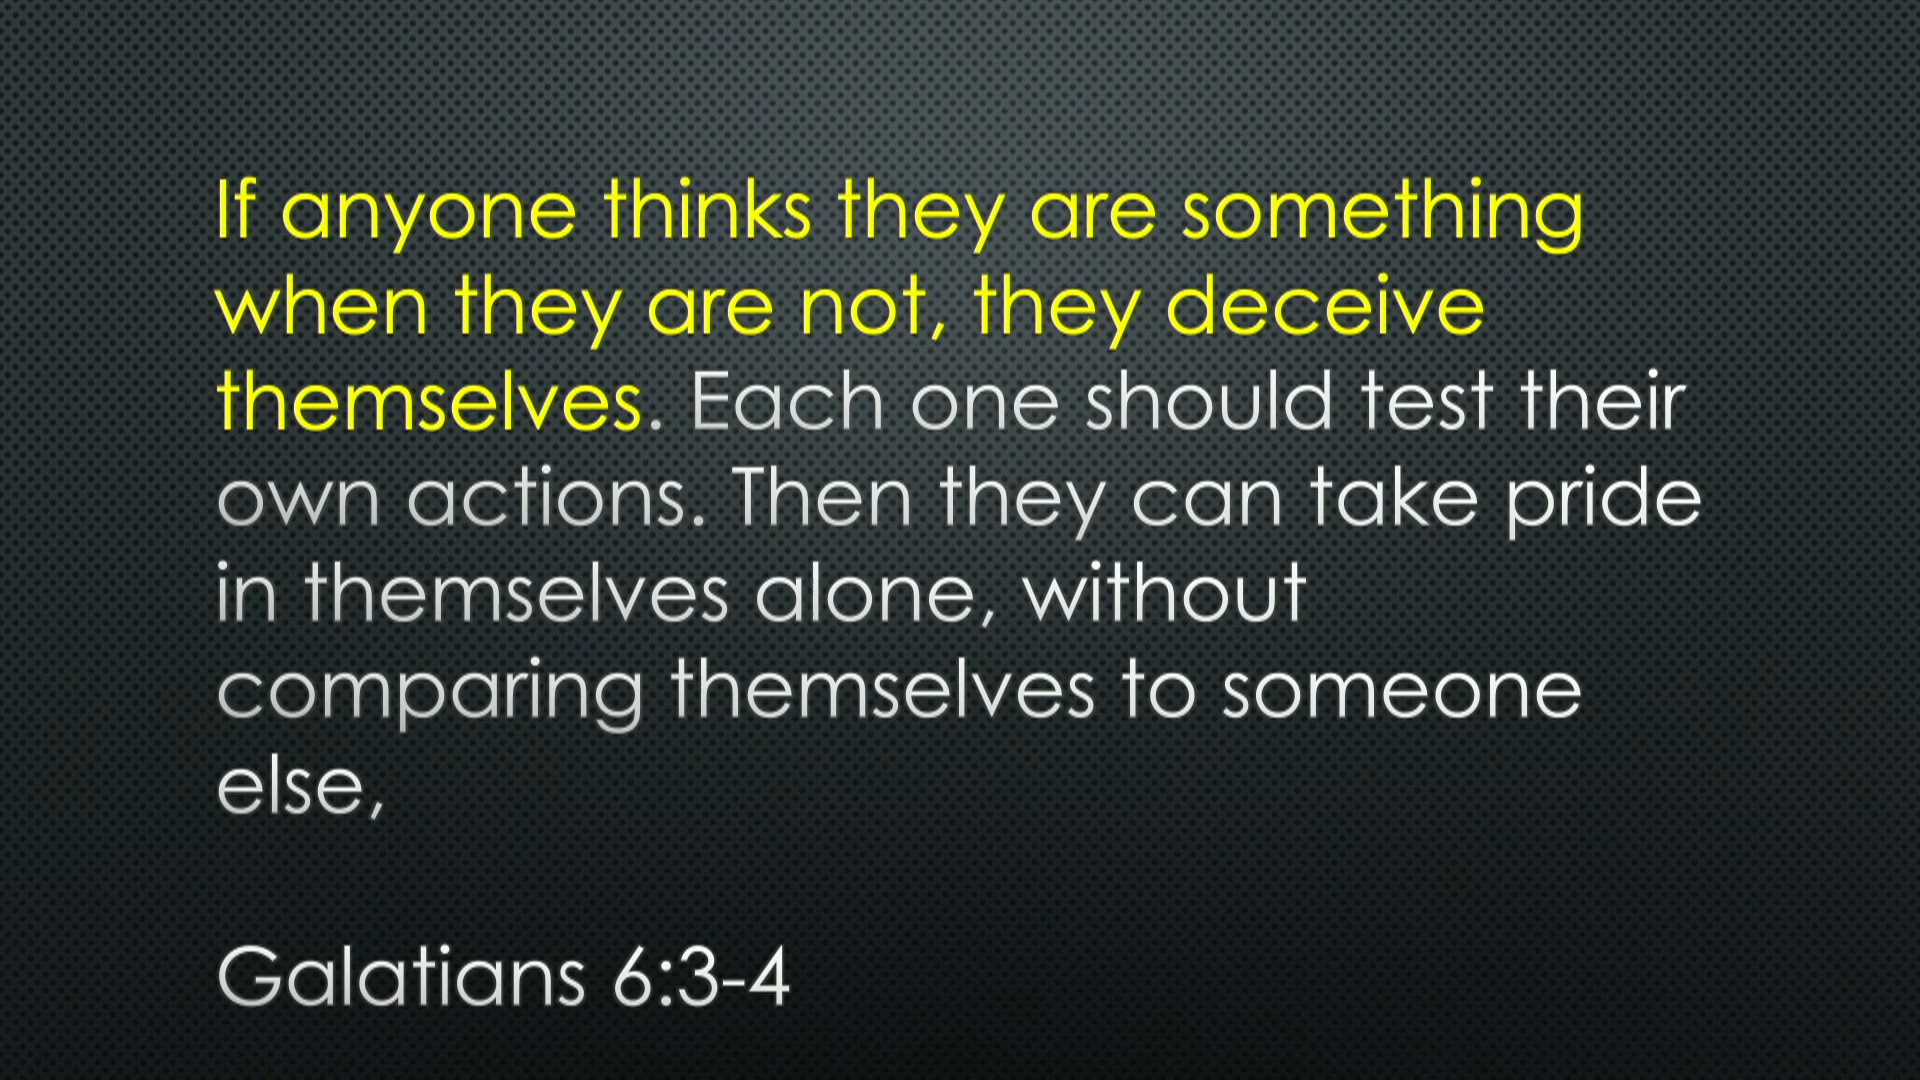 If anyone thinks they are something
when they are not, they deceive
themselves. Each one should test their
own actions. Then they can take pride
in themselves alone, without
comparing themselves to someone
else,
Galatians 6:3-4